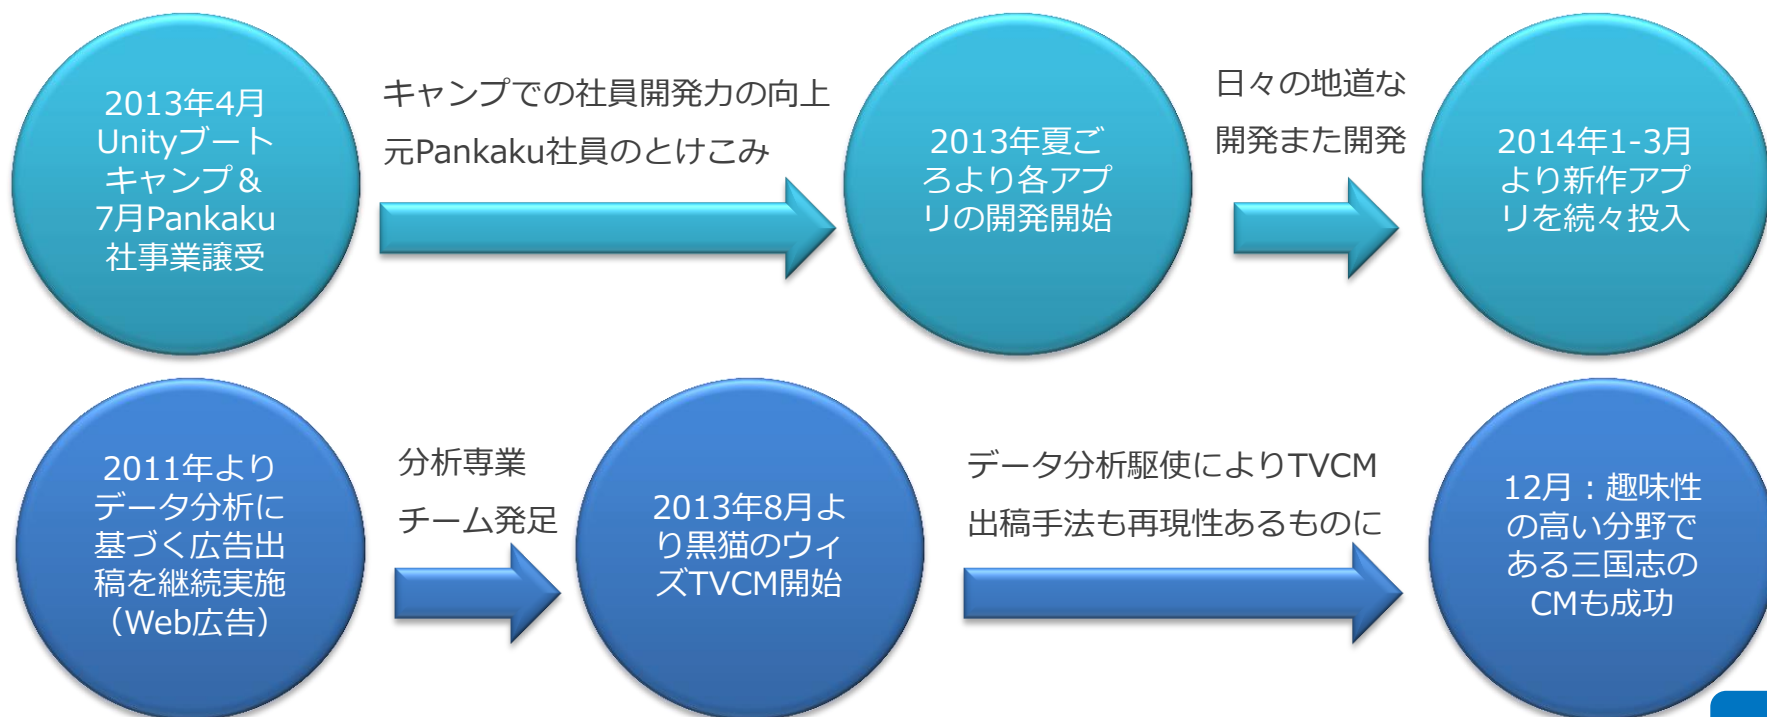 2013年4月
Unityブート
キャンプ＆
7月Pankaku
社事業譲受
キャンプでの社員開発力の向上
元Pankaku社員のとけこみ
2013年夏ご
ろより各アプ
リの開発開始
日々の地道な
開発また開発
2014年1-3月
より新作アプ
リを続々投入
2011年より
データ分析に
基づく広告出
稿を継続実施
（Web広告）
分析専業
チーム発足
2013年8月よ
り黒猫のウィ
ズTVCM開始
データ分析駆使によりTVCM
出稿手法も再現性あるものに
12月：趣味性
の高い分野で
ある三国志の
CMも成功